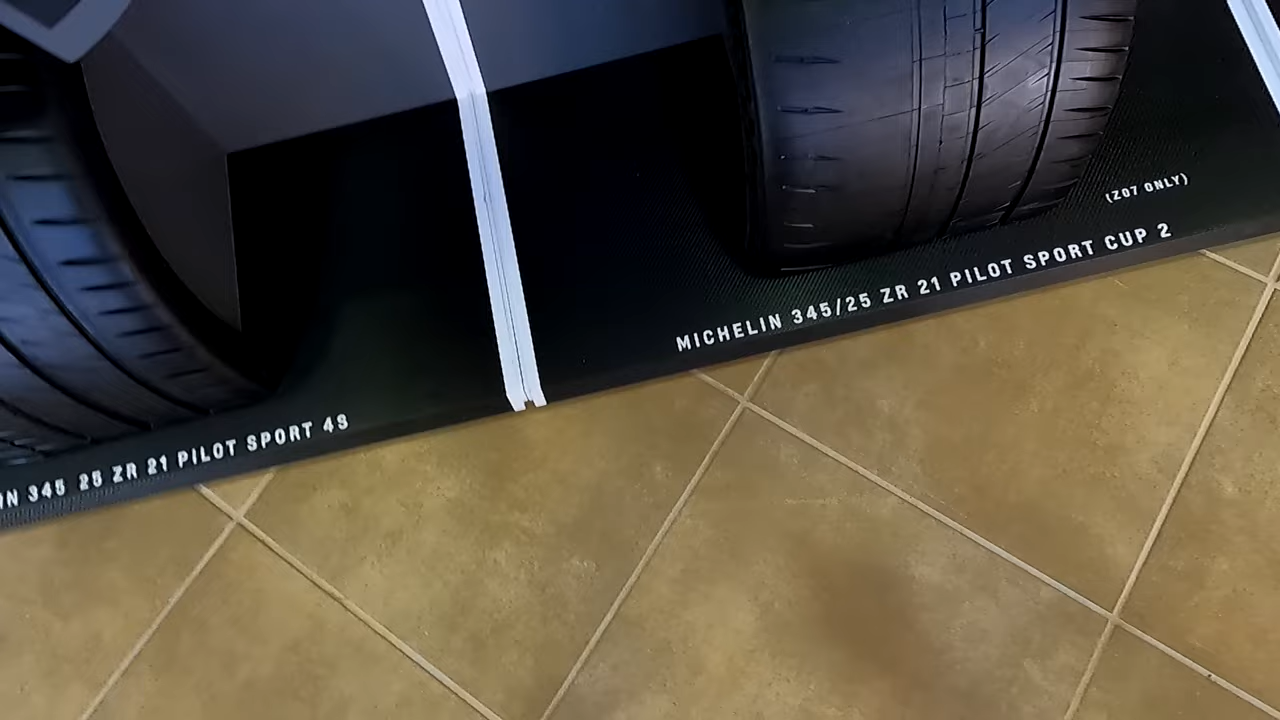 345 25 ZR 21 PILOT SPORT 4S
(Z07 ONLY)
MICHELIN 345/25 ZR 21 PILOT SPORT CUP 2